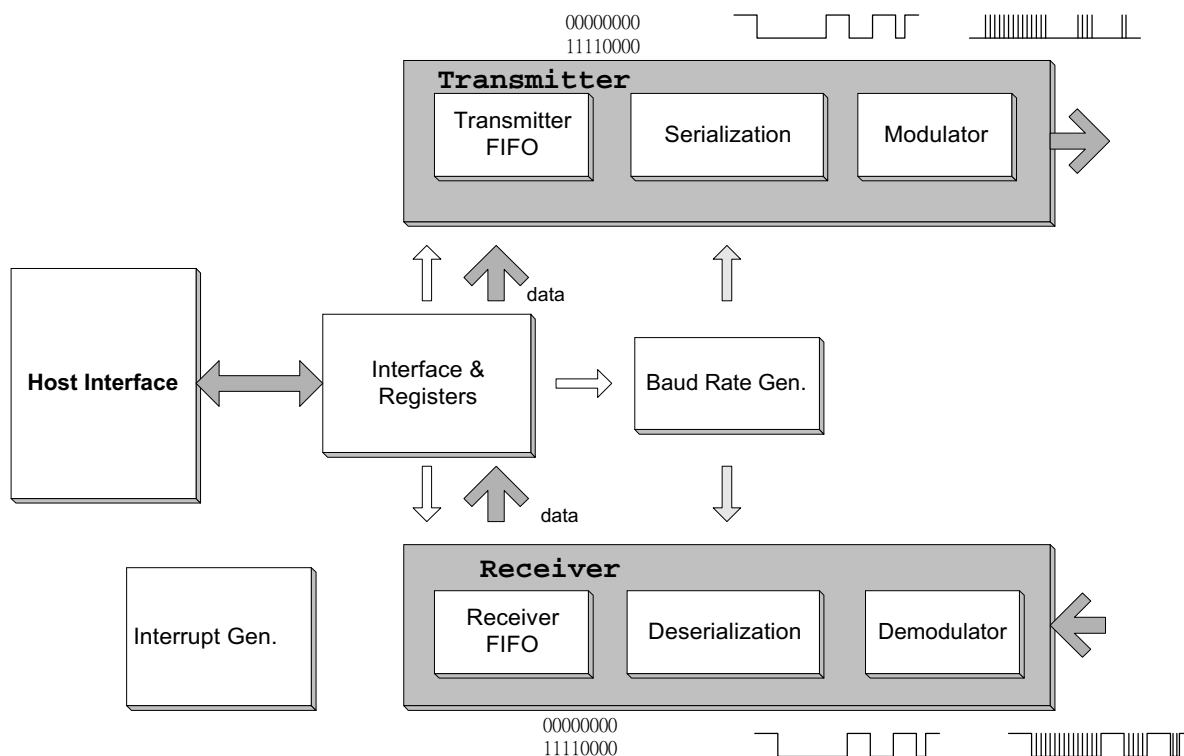 00000000
11110000
Transmitter
Transmitter
FIFO
Serialization
Modulator
data
Host Interface
Interface &
Registers
Baud Rate Gen.
data
Receiver
Interrupt Gen.
Receiver
FIFO
Deserialization
Demodulator
00000000
11110000